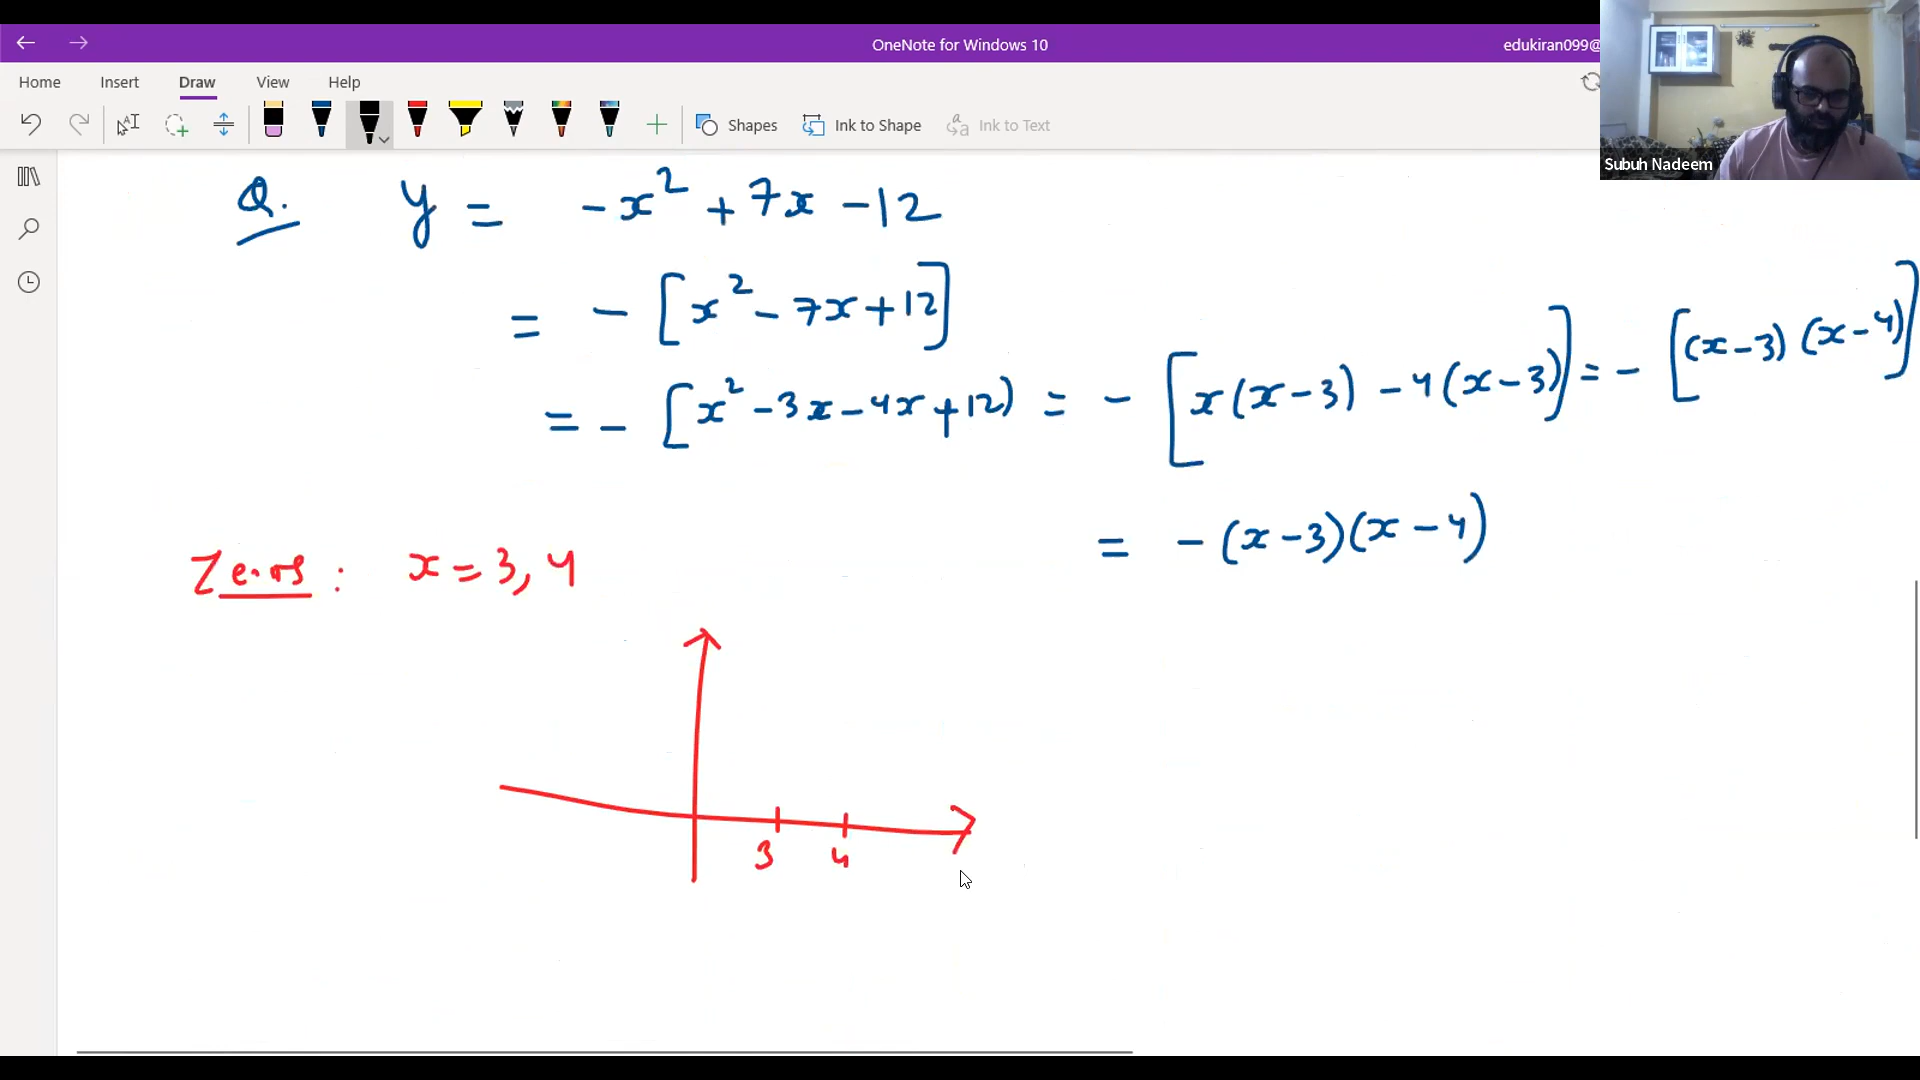 OneNote for Windows 10
edukiran099@
Home Insert Draw View Help
Shapes Ink to Shape Ink to Text
Subuh Nadeem
Q. y = -x² + 7x - 12
= - [x² - 7x + 12]
= - [x² - 3x - 4x + 12) = - [x(x-3) - 4(x-3)] = - [(x-3)(x-4)]
= -(x-3)(x-4)
Zeros : x = 3, 4
3 4